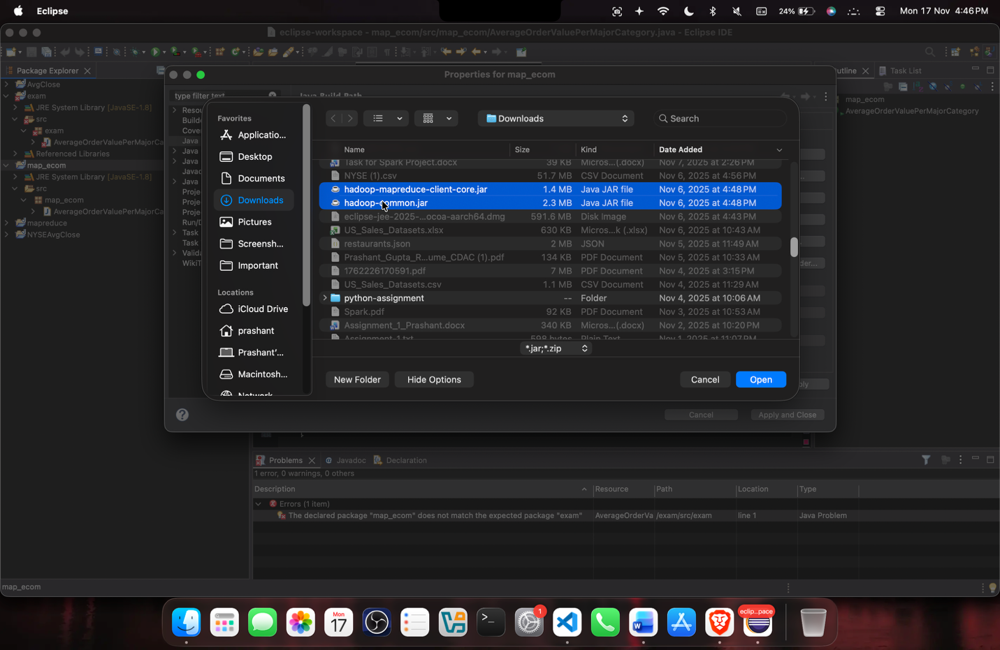 Eclipse
24%
Mon 17 Nov 4:46 PM
eclipse-workspace - map_ecom/src/map_ecom/AverageOrderValuePerMajorCategory.java - Eclipse IDE
Package Explorer
AvgClose
exam
JRE System Library [JavaSE-1.8]
src
exam
AverageOrderValuePerMajorCa
Referenced Libraries
map_ecom
JRE System Library [JavaSE-1.8]
src
map_ecom
AverageOrderValuePerMajorCa
mapreduce
NYSEAvgClose
Properties for map_ecom
type filter text
Java Build Path
Resou
Builde
Cover
Java
Java
Java
Javac
Java
Proje
Proje
Proje
Run/D
Task
Task
Valida
WikiT
Favorites
Applicatio...
Desktop
Documents
Downloads
Pictures
Screensh...
Important
Locations
iCloud Drive
prashant
Prashant'...
Macintosh...
Network
Downloads
Search
Name Size Kind Date Added
Task for Spark Project.docx 39 KB Micros...(.docx) Nov 7, 2025 at 2:26 PM
NYSE (1).csv 51.7 MB CSV Document Nov 6, 2025 at 4:56 PM
hadoop-mapreduce-client-core.jar 1.4 MB Java JAR file Nov 6, 2025 at 4:48 PM
hadoop-common.jar 2.3 MB Java JAR file Nov 6, 2025 at 4:48 PM
eclipse-jee-2025-...ocoa-aarch64.dmg 591.6 MB Disk Image Nov 6, 2025 at 4:43 PM
US_Sales_Datasets.xlsx 630 KB Micros...k (.xlsx) Nov 6, 2025 at 10:43 AM
restaurants.json 2 MB JSON Nov 5, 2025 at 11:49 AM
Prashant_Gupta_R...ume_CDAC (1).pdf 134 KB PDF Document Nov 5, 2025 at 10:33 AM
1762226170591.pdf 7 MB PDF Document Nov 4, 2025 at 3:15 PM
US_Sales_Datasets.csv 1.1 MB CSV Document Nov 4, 2025 at 11:29 AM
python-assignment -- Folder Nov 4, 2025 at 10:06 AM
Spark.pdf 92 KB PDF Document Nov 3, 2025 at 10:53 AM
Assignment_1_Prashant.docx 340 KB Micros...(.docx) Nov 2, 2025 at 10:20 PM
Assignment-1.txt 598 bytes Plain Text Nov 1, 2025 at 11:07 PM
*.jar;*.zip
New Folder
Hide Options
Cancel
Open
der...
ply
Cancel
Apply and Close
utline
Task List
map_ecom
AverageOrderValuePerMajorCategory
Problems
Javadoc
Declaration
1 error, 0 warnings, 0 others
Description Resource Path Location Type
Errors (1 item)
The declared package "map_ecom" does not match the expected package "exam" AverageOrderVa /exam/src/exam line 1 Java Problem
map_ecom
Mon
17
1
eclip...pace